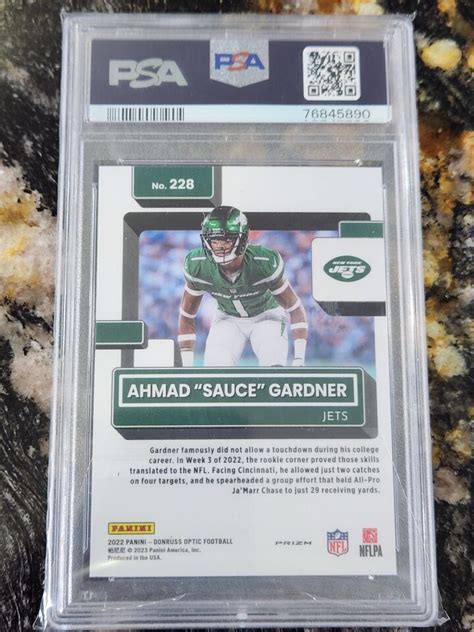 PSA
PSA
76845890
No. 228
NEW YORK
JETS
NEW YORK
1
AHMAD "SAUCE" GARDNER
JETS
Gardner famously did not allow a touchdown during his college
career. In Week 3 of 2022, the rookie corner proved those skills
translated to the NFL. Facing Cincinnati, he allowed just two catches
on four targets, and he spearheaded a group effort that held All-Pro
Ja'Marr Chase to just 29 receiving yards.
PANINI
2022 PANINI – DONRUSS OPTIC FOOTBALL
© 2023 Panini America, Inc.
Produced in the USA.
PRIZM
NFL
NFLPA